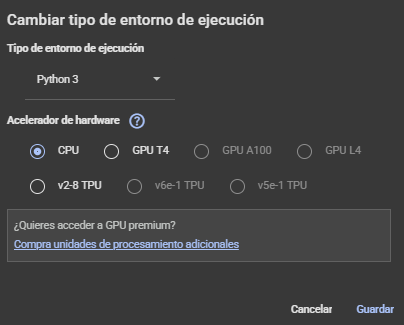 Cambiar tipo de entorno de ejecución
Tipo de entorno de ejecución
Python 3
Acelerador de hardware ?
CPU GPU T4 GPU A100 GPU L4
v2-8 TPU v6e-1 TPU v5e-1 TPU
¿Quieres acceder a GPU premium?
Compra unidades de procesamiento adicionales
Cancelar Guardar